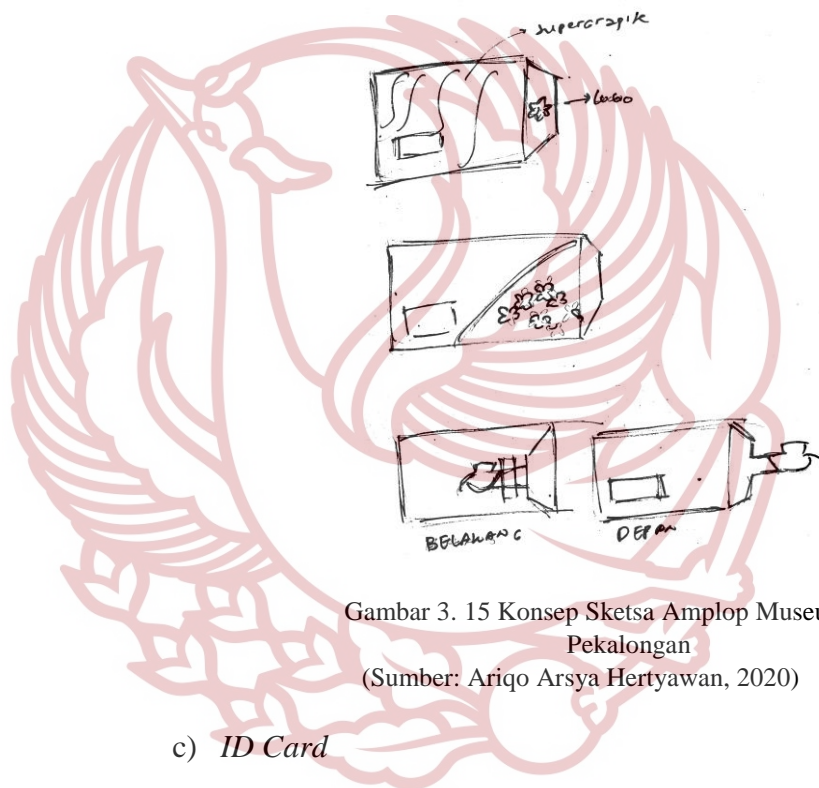 supergrafik
Logo
BELAKANG
DEPAN
Gambar 3. 15 Konsep Sketsa Amplop Museu
Pekalongan
(Sumber: Ariqo Arsya Hertyawan, 2020)
c) ID Card